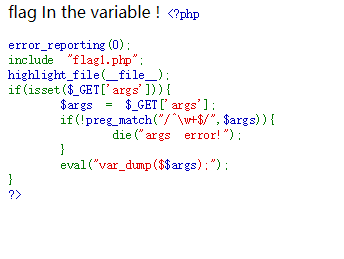 flag In the variable ! <?php
error_reporting(0);
include "flag1.php";
highlight_file(__file__);
if(isset($_GET['args'])){
$args = $_GET['args'];
if(!preg_match("/^\w+$/",$args)){
die("args error!");
}
eval("var_dump($$args);");
}
?>